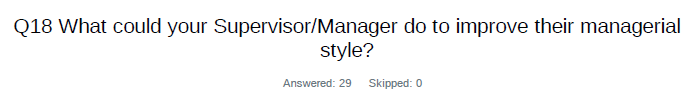 Q18 What could your Supervisor/Manager do to improve their managerial
style?
Answered: 29 Skipped: 0